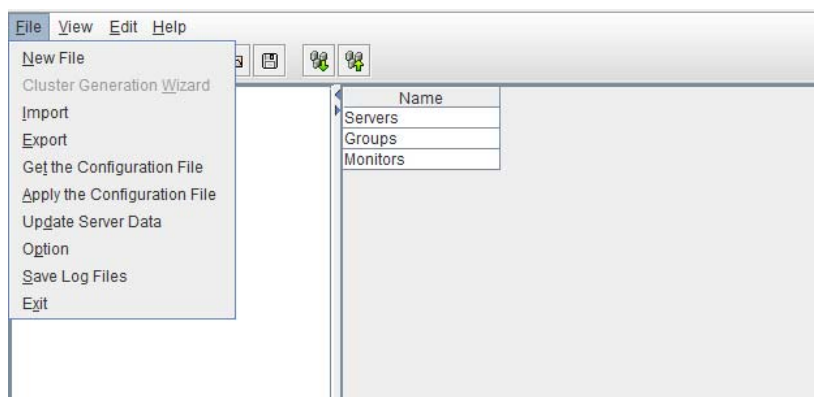 File View Edit Help
New File
Cluster Generation Wizard
Import
Export
Get the Configuration File
Apply the Configuration File
Update Server Data
Option
Save Log Files
Exit
Name
Servers
Groups
Monitors